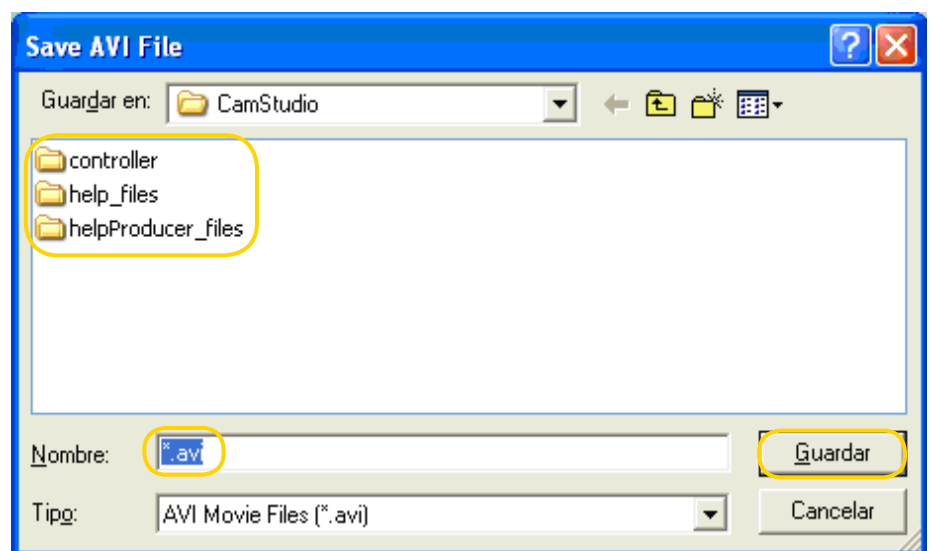 Save AVI File
Guardar en: CamStudio
controller
help_files
helpProducer_files
Nombre: *.avi Guardar
Tipo: AVI Movie Files (*.avi) Cancelar